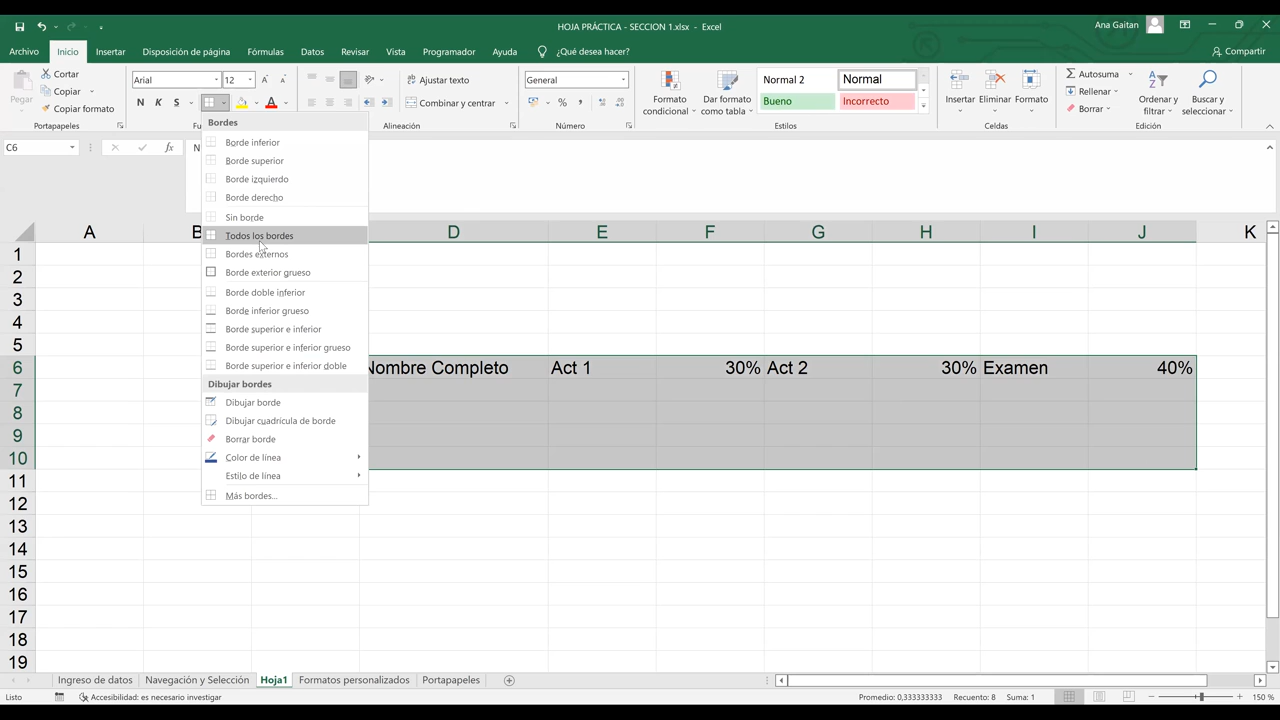 HOJA PRÁCTICA - SECCION 1.xlsx - Excel
Ana Gaitan
Archivo Inicio Insertar Disposición de página Fórmulas Datos Revisar Vista Programador Ayuda ¿Qué desea hacer? Compartir
Pegar
Cortar
Copiar
Copiar formato
Portapapeles
Arial 12
N K S
Fu
Ajustar texto
Combinar y centrar
Alineación
General
% 000
Número
Formato condicional
Dar formato como tabla
Normal 2 Normal
Bueno Incorrecto
Estilos
Insertar Eliminar Formato
Celdas
Autosuma
Rellenar
Borrar
Ordenar y filtrar
Buscar y seleccionar
Edición
C6
fx
N
Bordes
Borde inferior
Borde superior
Borde izquierdo
Borde derecho
Sin borde
Todos los bordes
Bordes externos
Borde exterior grueso
Borde doble inferior
Borde inferior grueso
Borde superior e inferior
Borde superior e inferior grueso
Borde superior e inferior doble
Dibujar bordes
Dibujar borde
Dibujar cuadrícula de borde
Borrar borde
Color de línea
Estilo de línea
Más bordes...
A B D E F G H I J K
1
2
3
4
5
6 Nombre Completo Act 1 30% Act 2 30% Examen 40%
7
8
9
10
11
12
13
14
15
16
17
18
19
Ingreso de datos Navegación y Selección Hoja1 Formatos personalizados Portapapeles
Listo Accesibilidad: es necesario investigar Promedio: 0,333333333 Recuento: 8 Suma: 1 150 %